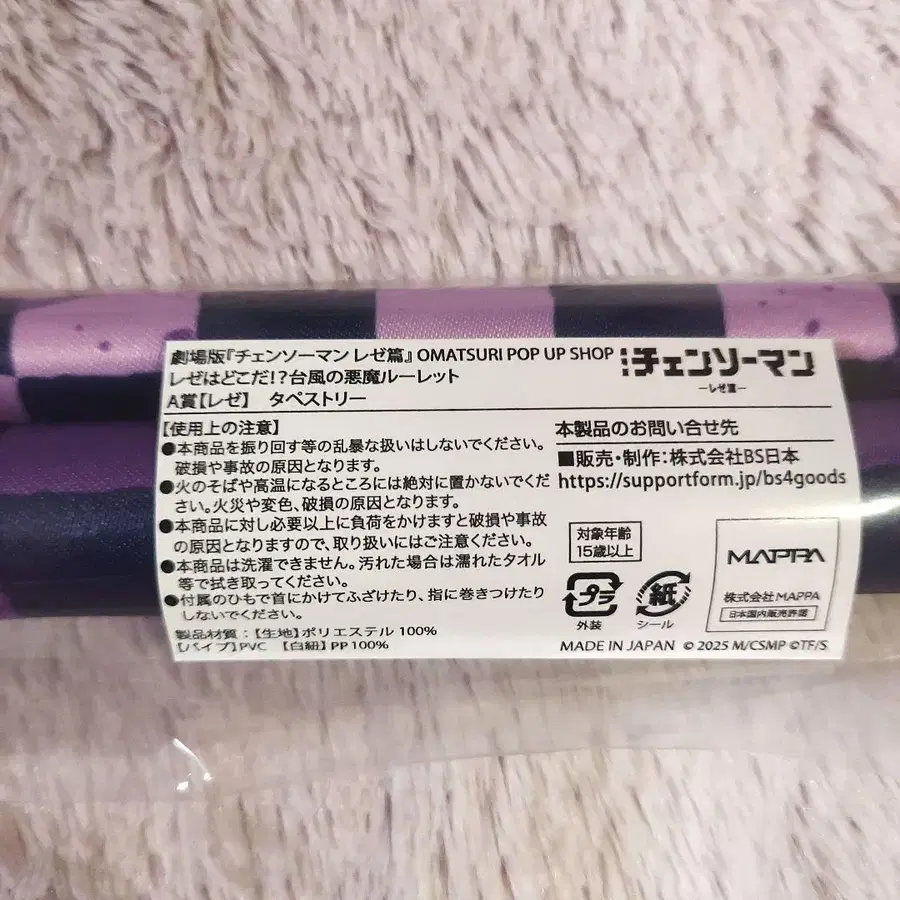 劇場版『チェンソーマン レゼ篇』 OMATSURI POP UP SHOP
レゼはどこだ!?台風の悪魔ルーレット
A賞【レゼ】 タペストリー
劇場版チェンソーマン
ーレゼ篇ー
【使用上の注意】
●本商品を振り回す等の乱暴な扱いはしないでください。
破損や事故の原因となります。
●火のそばや高温になるところには絶対に置かないでくだ
さい。火災や変色、破損の原因となります。
●本商品に対し必要以上に負荷をかけますと破損や事故
の原因となりますので、取り扱いにはご注意ください。
●本商品は洗濯できません。汚れた場合は濡れたタオル
等で拭き取ってください。
●付属のひもで首にかけてふざけたり、指に巻きつけたり
しないでください。
製品材質:【生地】ポリエステル 100%
【パイプ】PVC 【白紐】PP100%
本製品のお問い合せ先
■販売・制作:株式会社BS日本
https://supportform.jp/bs4goods
対象年齢
15歳以上
プラ
外装
紙
シール
MAPPA
株式会社MAPPA
日本国内販売許諾
MADE IN JAPAN © 2025 M/CSMP ©TF/S